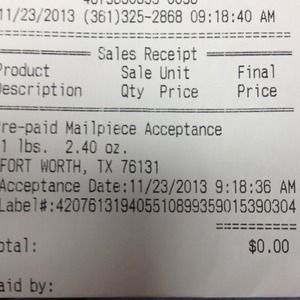 11/23/2013 (361)325-2868 09:18:40 AM
Sales Receipt
Product Sale Unit Final
Description Qty Price Price
Pre-paid Mailpiece Acceptance
1 lbs. 2.40 oz.
FORT WORTH, TX 76131
Acceptance Date:11/23/2013 9:18:36 AM
Label#:420761319405510899359015390304
Total: $0.00
Paid by: